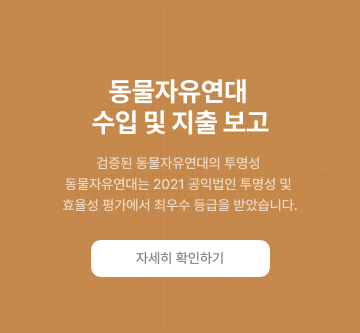 동물자유연대
수입 및 지출 보고
검증된 동물자유연대의 투명성
동물자유연대는 2021 공익법인 투명성 및
효율성 평가에서 최우수 등급을 받았습니다.
자세히 확인하기